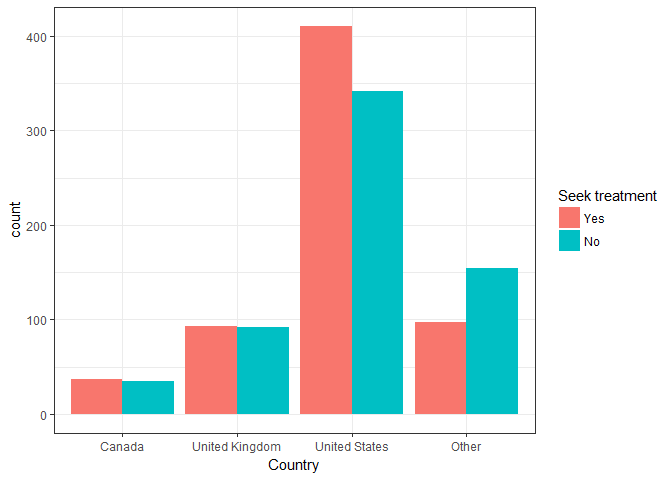 400
300
200
100
0
count
Canada
United Kingdom
United States
Other
Country
Seek treatment
Yes
No